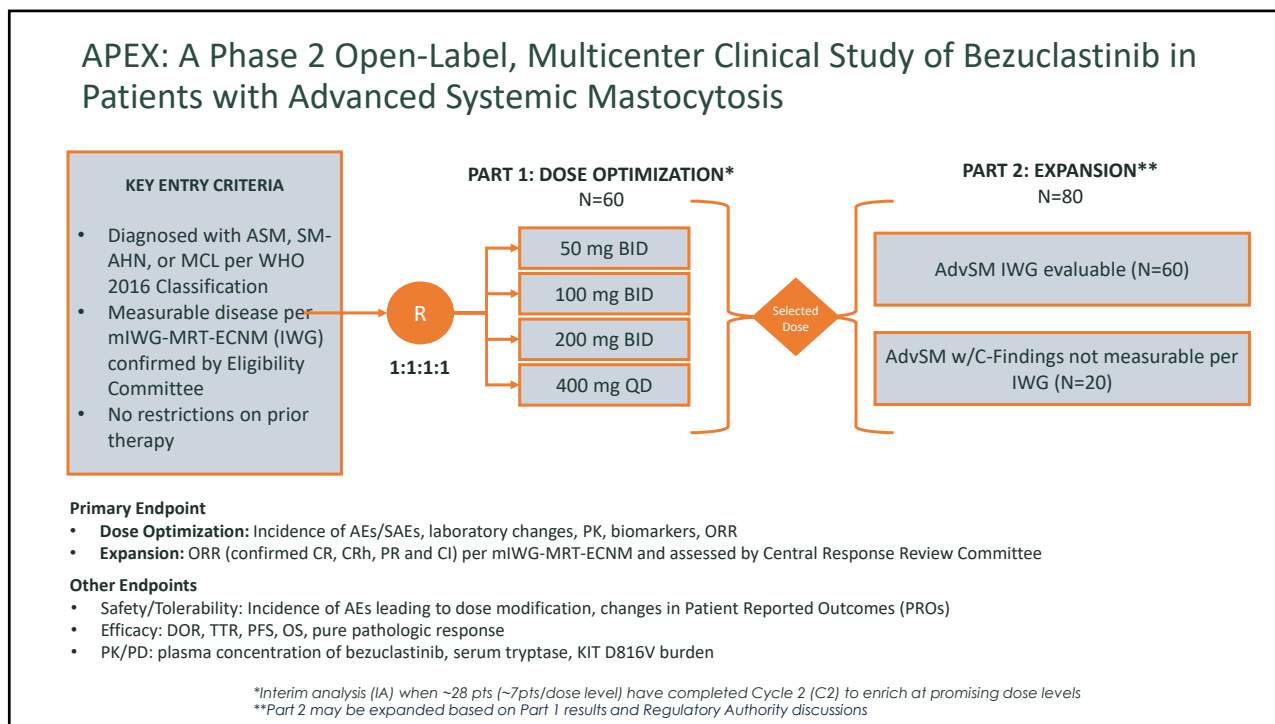 APEX: A Phase 2 Open-Label, Multicenter Clinical Study of Bezuclastinib in
Patients with Advanced Systemic Mastocytosis
KEY ENTRY CRITERIA
• Diagnosed with ASM, SM-
AHN, or MCL per WHO
2016 Classification
• Measurable disease per
mIWG-MRT-ECNM (IWG)
confirmed by Eligibility
Committee
• No restrictions on prior
therapy
R
1:1:1:1
PART 1: DOSE OPTIMIZATION*
N=60
50 mg BID
100 mg BID
200 mg BID
400 mg QD
Selected
Dose
PART 2: EXPANSION**
N=80
AdvSM IWG evaluable (N=60)
AdvSM w/C-Findings not measurable per
IWG (N=20)
Primary Endpoint
• Dose Optimization: Incidence of AEs/SAEs, laboratory changes, PK, biomarkers, ORR
• Expansion: ORR (confirmed CR, CRh, PR and CI) per mIWG-MRT-ECNM and assessed by Central Response Review Committee
Other Endpoints
• Safety/Tolerability: Incidence of AEs leading to dose modification, changes in Patient Reported Outcomes (PROs)
• Efficacy: DOR, TTR, PFS, OS, pure pathologic response
• PK/PD: plasma concentration of bezuclastinib, serum tryptase, KIT D816V burden
*Interim analysis (IA) when ~28 pts (~7pts/dose level) have completed Cycle 2 (C2) to enrich at promising dose levels
**Part 2 may be expanded based on Part 1 results and Regulatory Authority discussions